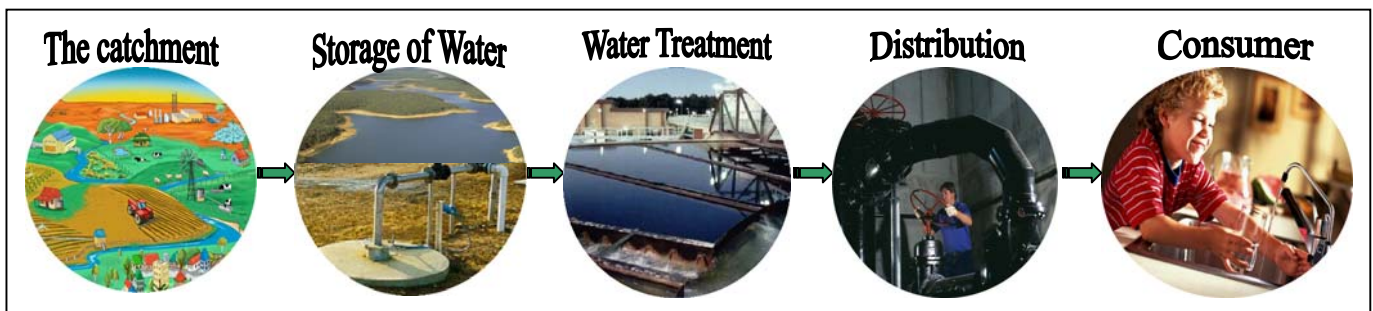 The catchment
Storage of Water
Water Treatment
Distribution
Consumer